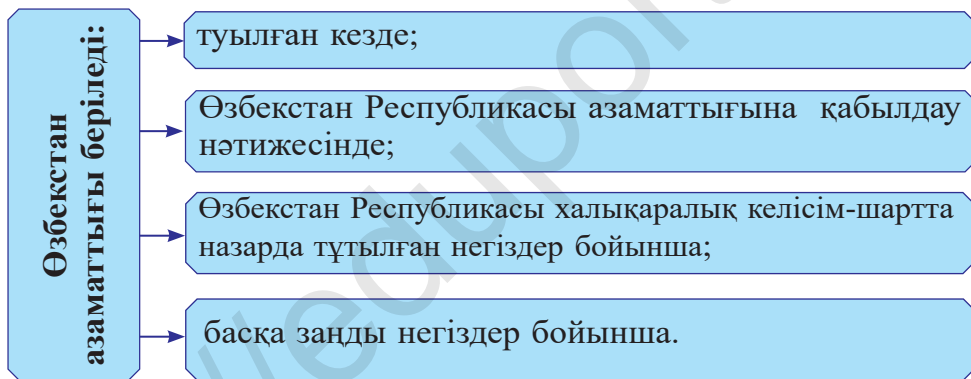 Өзбекстан
азаматтығы беріледі:
туылған кезде;
Өзбекстан Республикасы азаматтығына қабылдау
нәтижесінде;
Өзбекстан Республикасы халықаралық келісім-шартта
назарда тұтылған негіздер бойынша;
басқа заңды негіздер бойынша.
//edupor